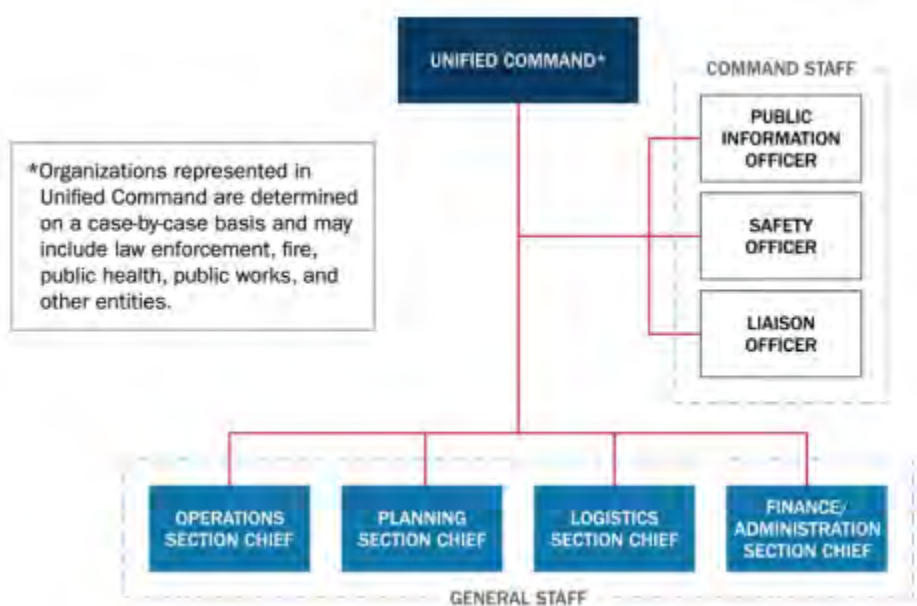 UNIFIED COMMAND*
COMMAND STAFF
PUBLIC
INFORMATION
OFFICER
*Organizations represented in
Unified Command are determined
on a case-by-case basis and may
include law enforcement, fire,
public health, public works, and
other entities.
SAFETY
OFFICER
LIAISON
OFFICER
OPERATIONS
SECTION CHIEF
PLANNING
SECTION CHIEF
LOGISTICS
SECTION CHIEF
FINANCE/
ADMINISTRATION
SECTION CHIEF
GENERAL STAFF